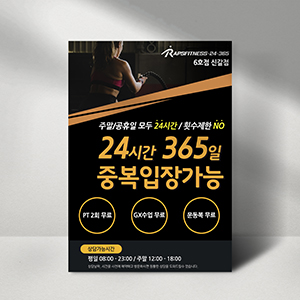 RAPSFITNESS-24-365
6호점 신갈점
주말/공휴일 모두 24시간 / 횟수제한 NO
24시간 365일
중복입장가능
PT 2회 무료
GX수업 무료
운동복 무료
상담가능시간
평일 08:00 - 23:00 / 주말 12:00 - 18:00